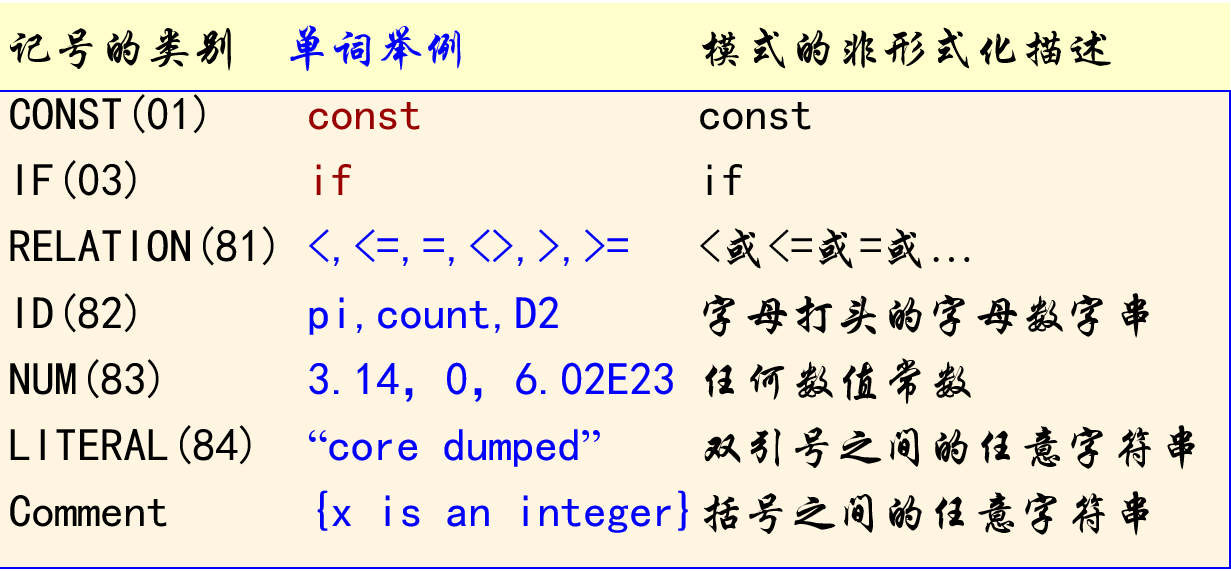 记号的类别 单词举例 模式的非形式化描述
CONST(01) const const
IF(03) if if
RELATION(81) <,<=,=,<>,>,>= <或<=或=或...
ID(82) pi,count,D2 字母打头的字母数字串
NUM(83) 3.14, 0, 6.02E23 任何数值常数
LITERAL(84) “core dumped” 双引号之间的任意字符串
Comment {x is an integer} 括号之间的任意字符串